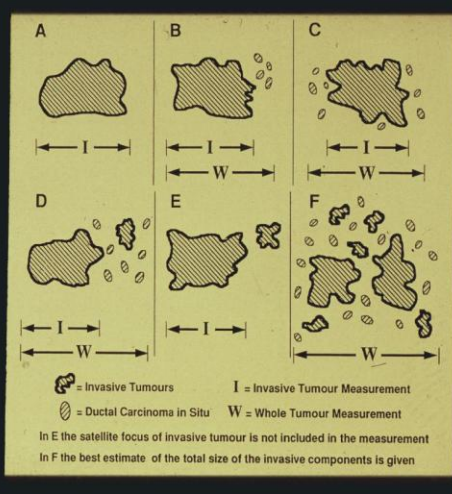 A
B
C
I
I
W
I
W
D
E
F
I
W
I
W
= Invasive Tumours
I = Invasive Tumour Measurement
= Ductal Carcinoma in Situ
W = Whole Tumour Measurement
In E the satellite focus of invasive tumour is not included in the measurement
In F the best estimate of the total size of the invasive components is given